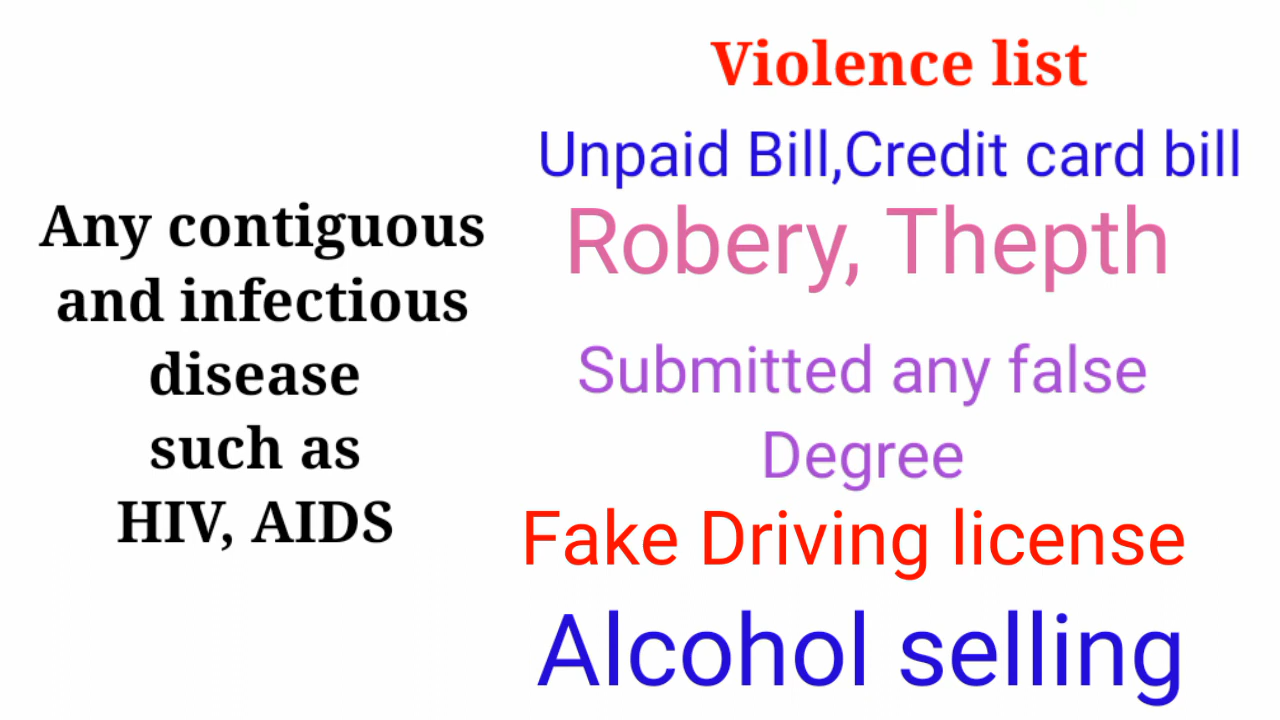 Violence list
Unpaid Bill,Credit card bill
Robery, Thepth
Submitted any false
Degree
Fake Driving license
Alcohol selling
Any contiguous
and infectious
disease
such as
HIV, AIDS